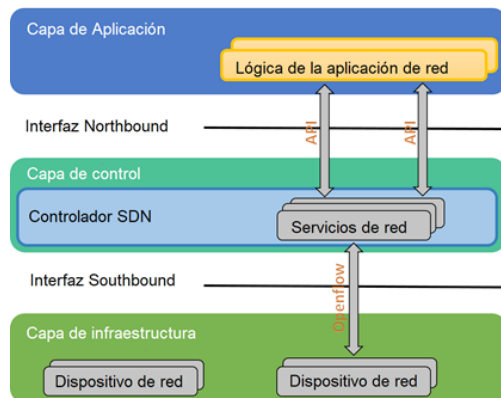 Capa de Aplicación
Lógica de la aplicación de red
Interfaz Northbound
API
API
Capa de control
Controlador SDN
Servicios de red
Interfaz Southbound
Openflow
Capa de infraestructura
Dispositivo de red
Dispositivo de red